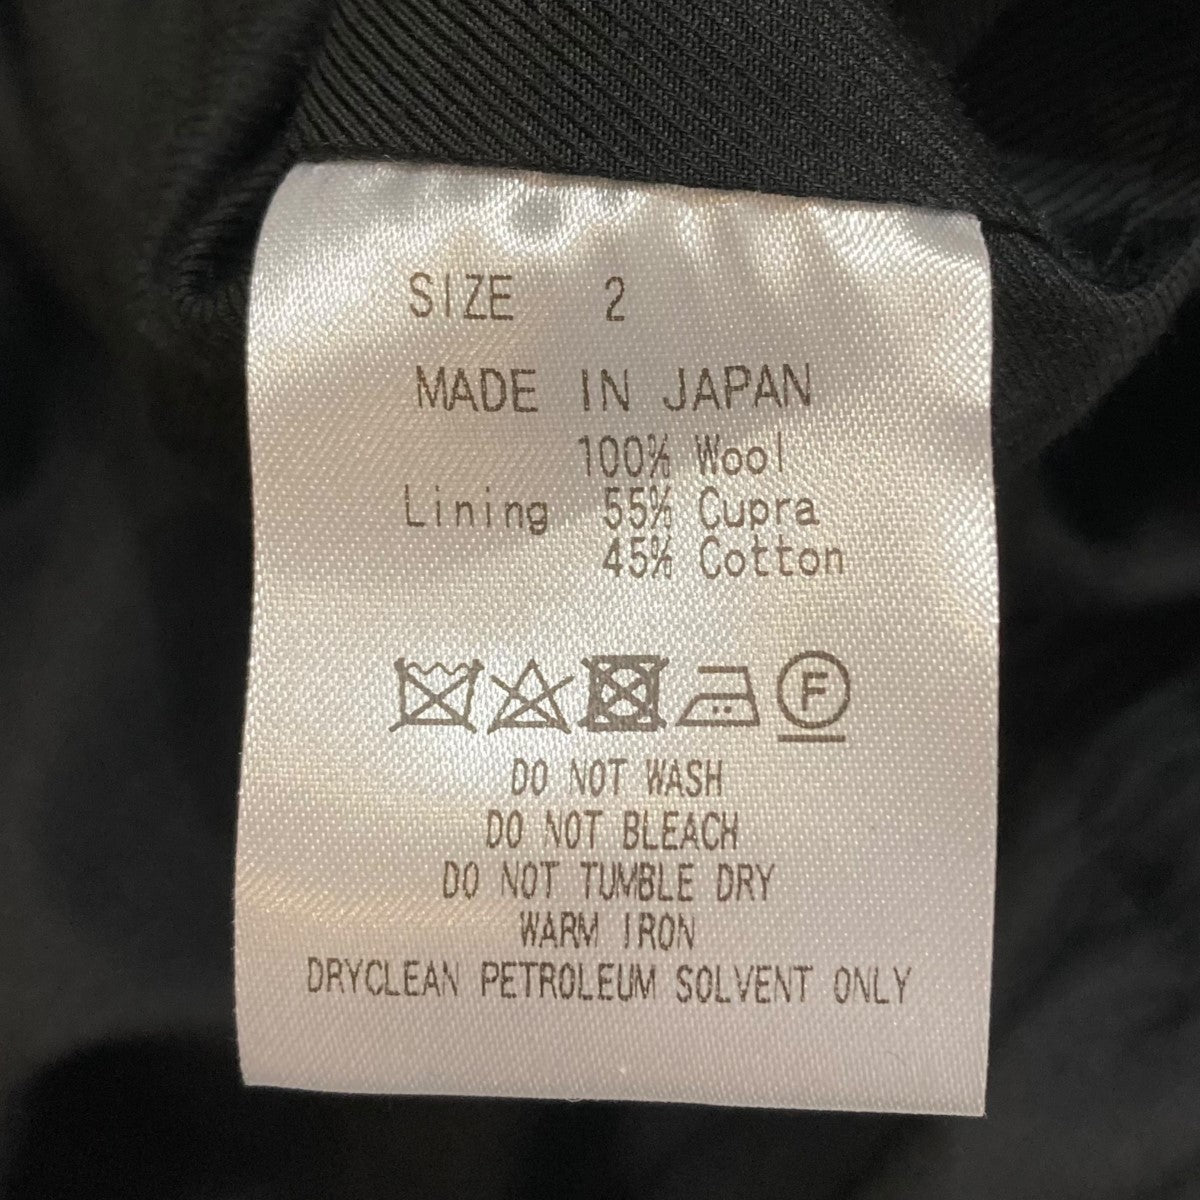 SIZE 2
MADE IN JAPAN
100% Wool
Lining 55% Cupra
45% Cotton
F
DO NOT WASH
DO NOT BLEACH
DO NOT TUMBLE DRY
WARM IRON
DRYCLEAN PETROLEUM SOLVENT ONLY